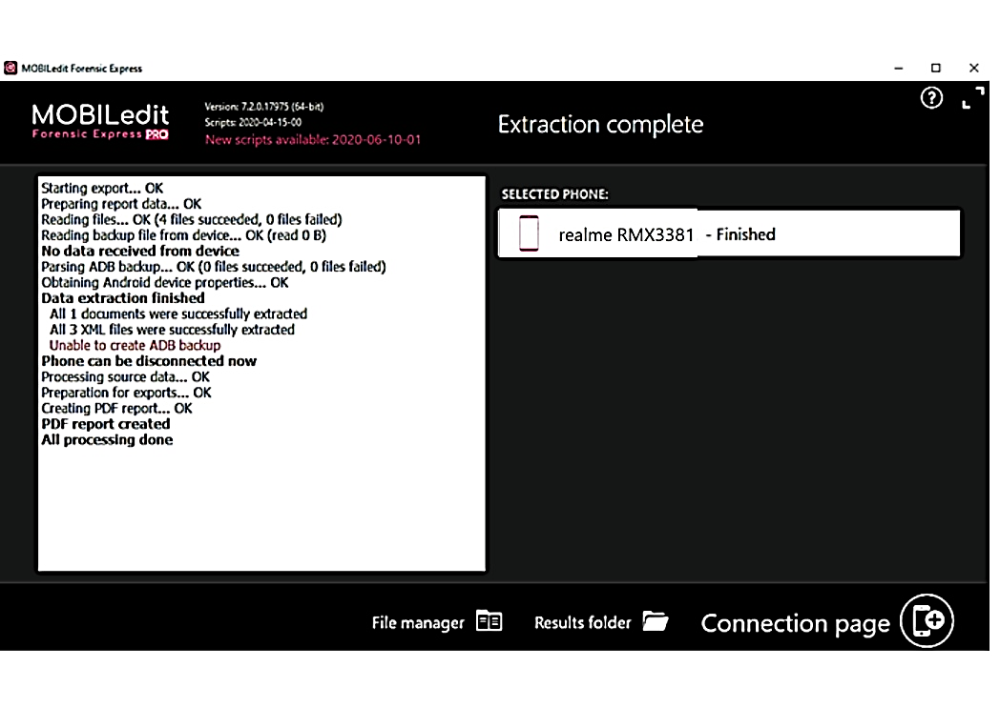 MOBILedit Forensic Express
MOBILedit
Forensic Express PRO
Version: 7.2.0.17975 (64-bit)
Scripts: 2020-04-15-00
New scripts available: 2020-06-10-01
Extraction complete
Starting export... OK
Preparing report data... OK
Reading files... OK (4 files succeeded, 0 files failed)
Reading backup file from device... OK (read 0 B)
No data received from device
Parsing ADB backup... OK (0 files succeeded, 0 files failed)
Obtaining Android device properties... OK
Data extraction finished
All 1 documents were successfully extracted
All 3 XML files were successfully extracted
Unable to create ADB backup
Phone can be disconnected now
Processing source data... OK
Preparation for exports... OK
Creating PDF report... OK
PDF report created
All processing done
SELECTED PHONE:
realme RMX3381 - Finished
File manager
Results folder
Connection page